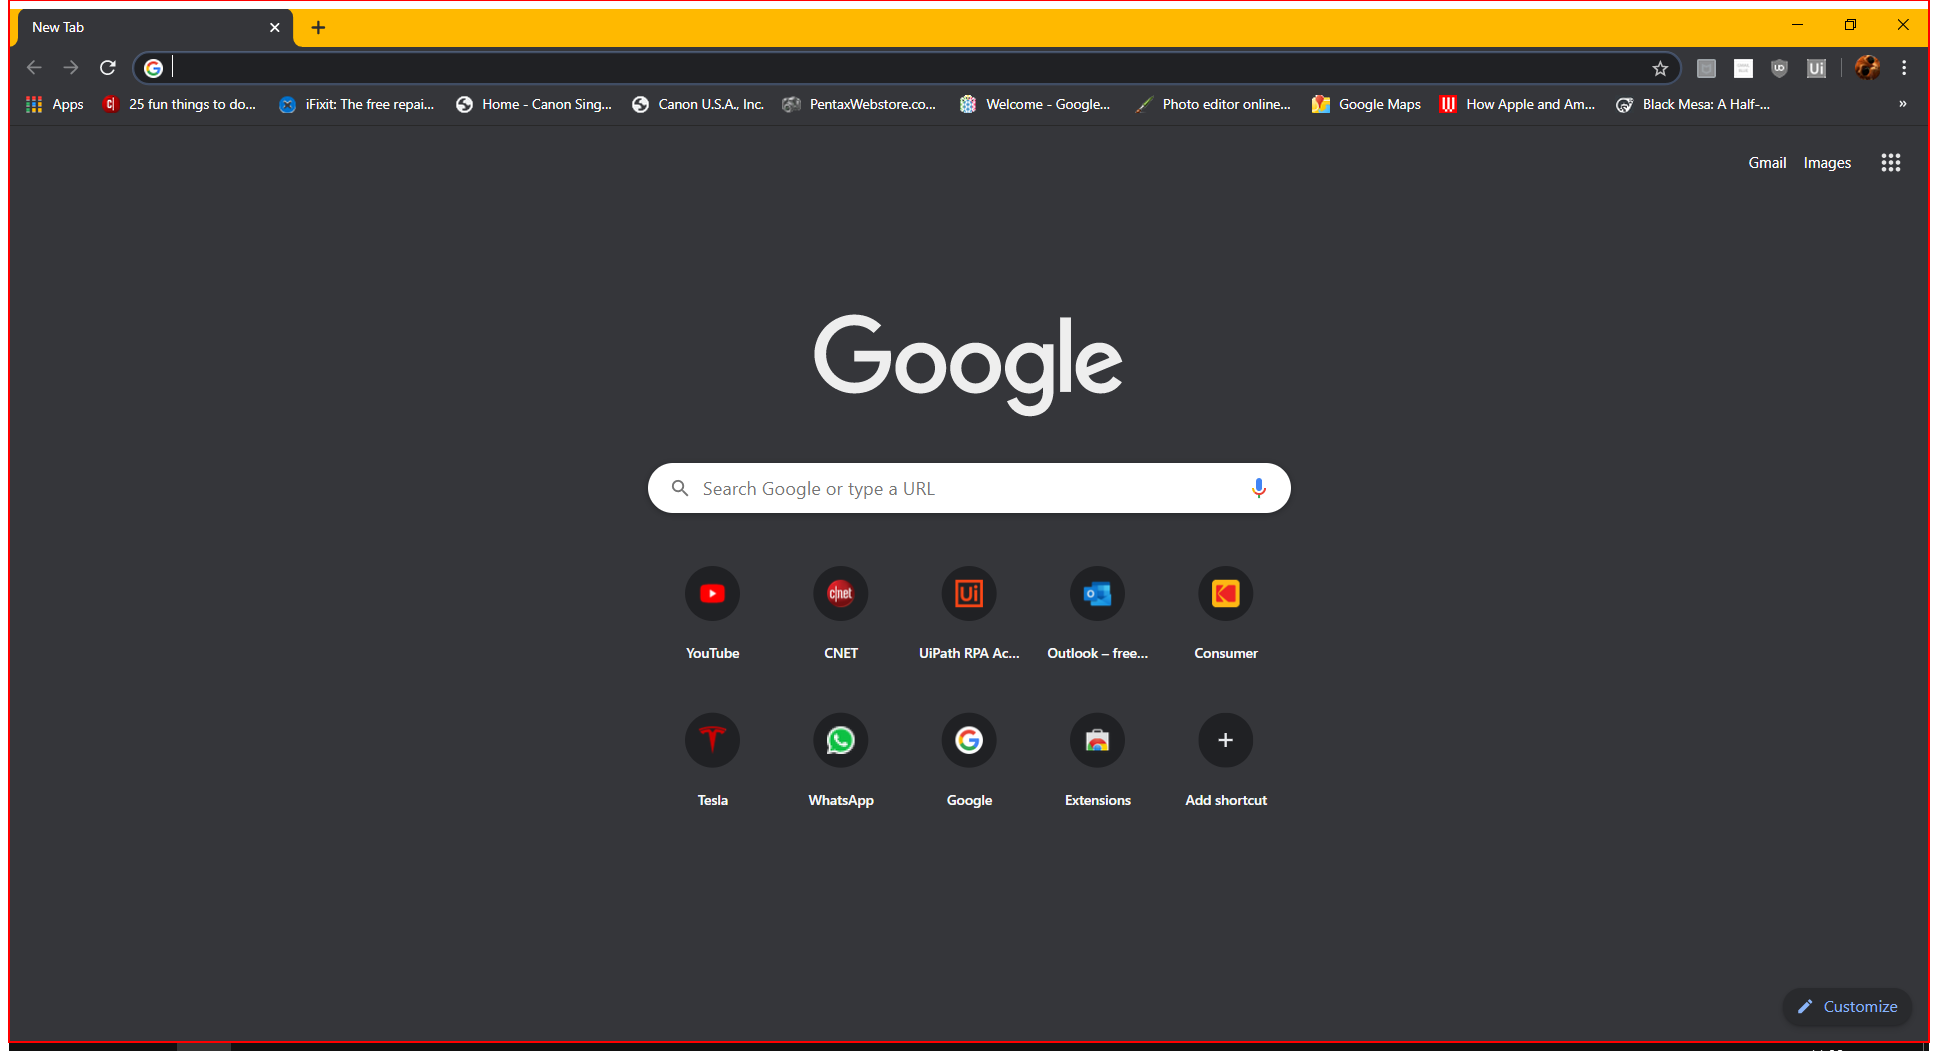 New Tab
Apps 25 fun things to do... iFixit: The free repai... Home - Canon Sing... Canon U.S.A., Inc. PentaxWebstore.co... Welcome - Google... Photo editor online... Google Maps How Apple and Am... Black Mesa: A Half-... »
Gmail Images
Google
Search Google or type a URL
cnet Ui
YouTube CNET UiPath RPA Ac... Outlook – free... Consumer
Tesla WhatsApp Google Extensions Add shortcut
Customize